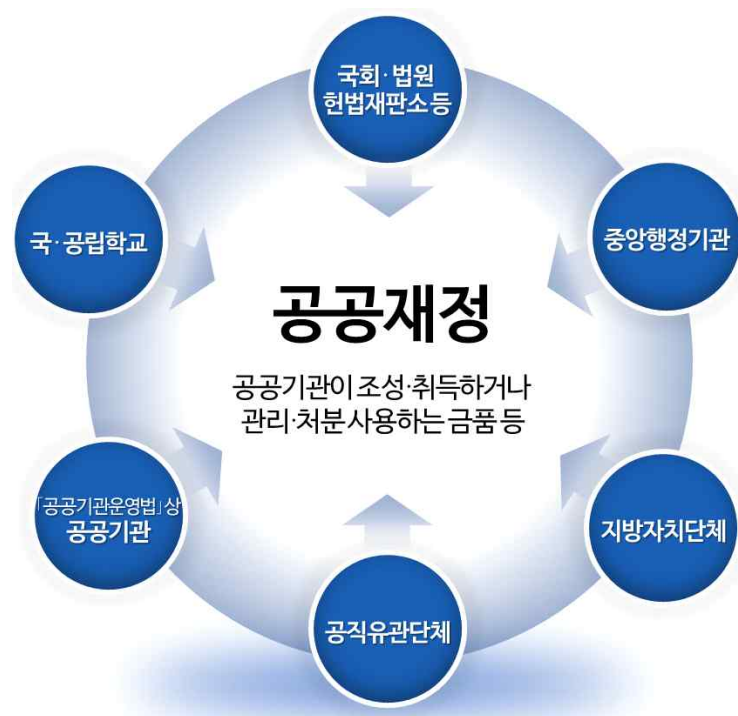 국회·법원
헌법재판소 등
국·공립학교
중앙행정기관
공공재정
공공기관이 조성·취득하거나
관리·처분 사용하는 금품 등
「공공기관운영법」상
공공기관
지방자치단체
공직유관단체